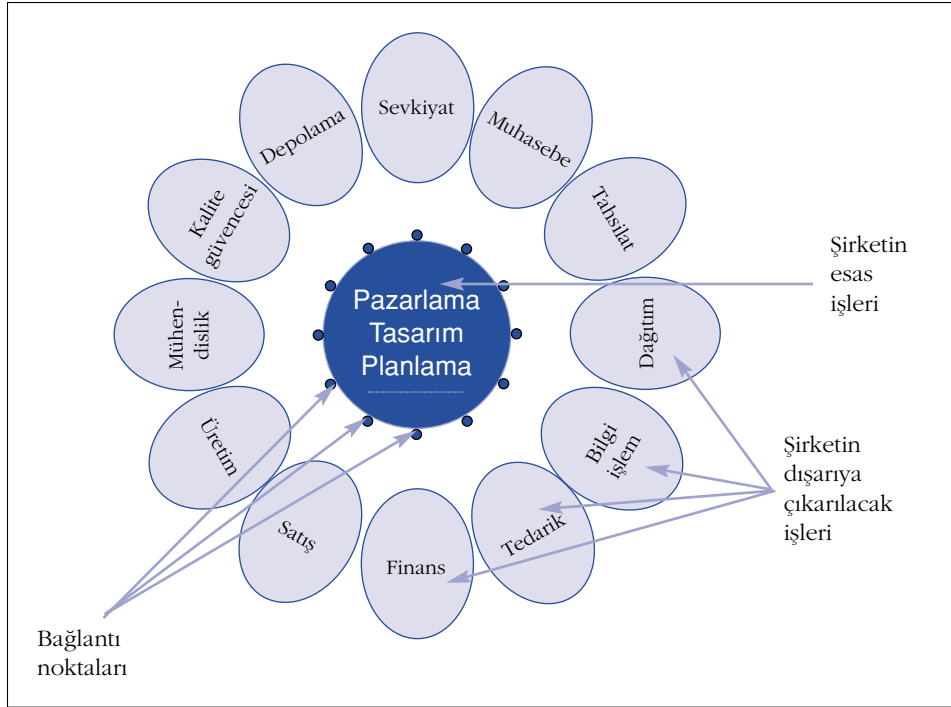 Sevkiyat
Muhasebe
Tahsilat
Dağıtım
Bilgi
işlem
Tedarik
Finans
Satış
Üretim
Mühen-
dislik
Kalite
güvencesi
Depolama
Pazarlama
Tasarım
Planlama
Şirketin
esas
işleri
Şirketin
dışarıya
çıkarılacak
işleri
Bağlantı
noktaları